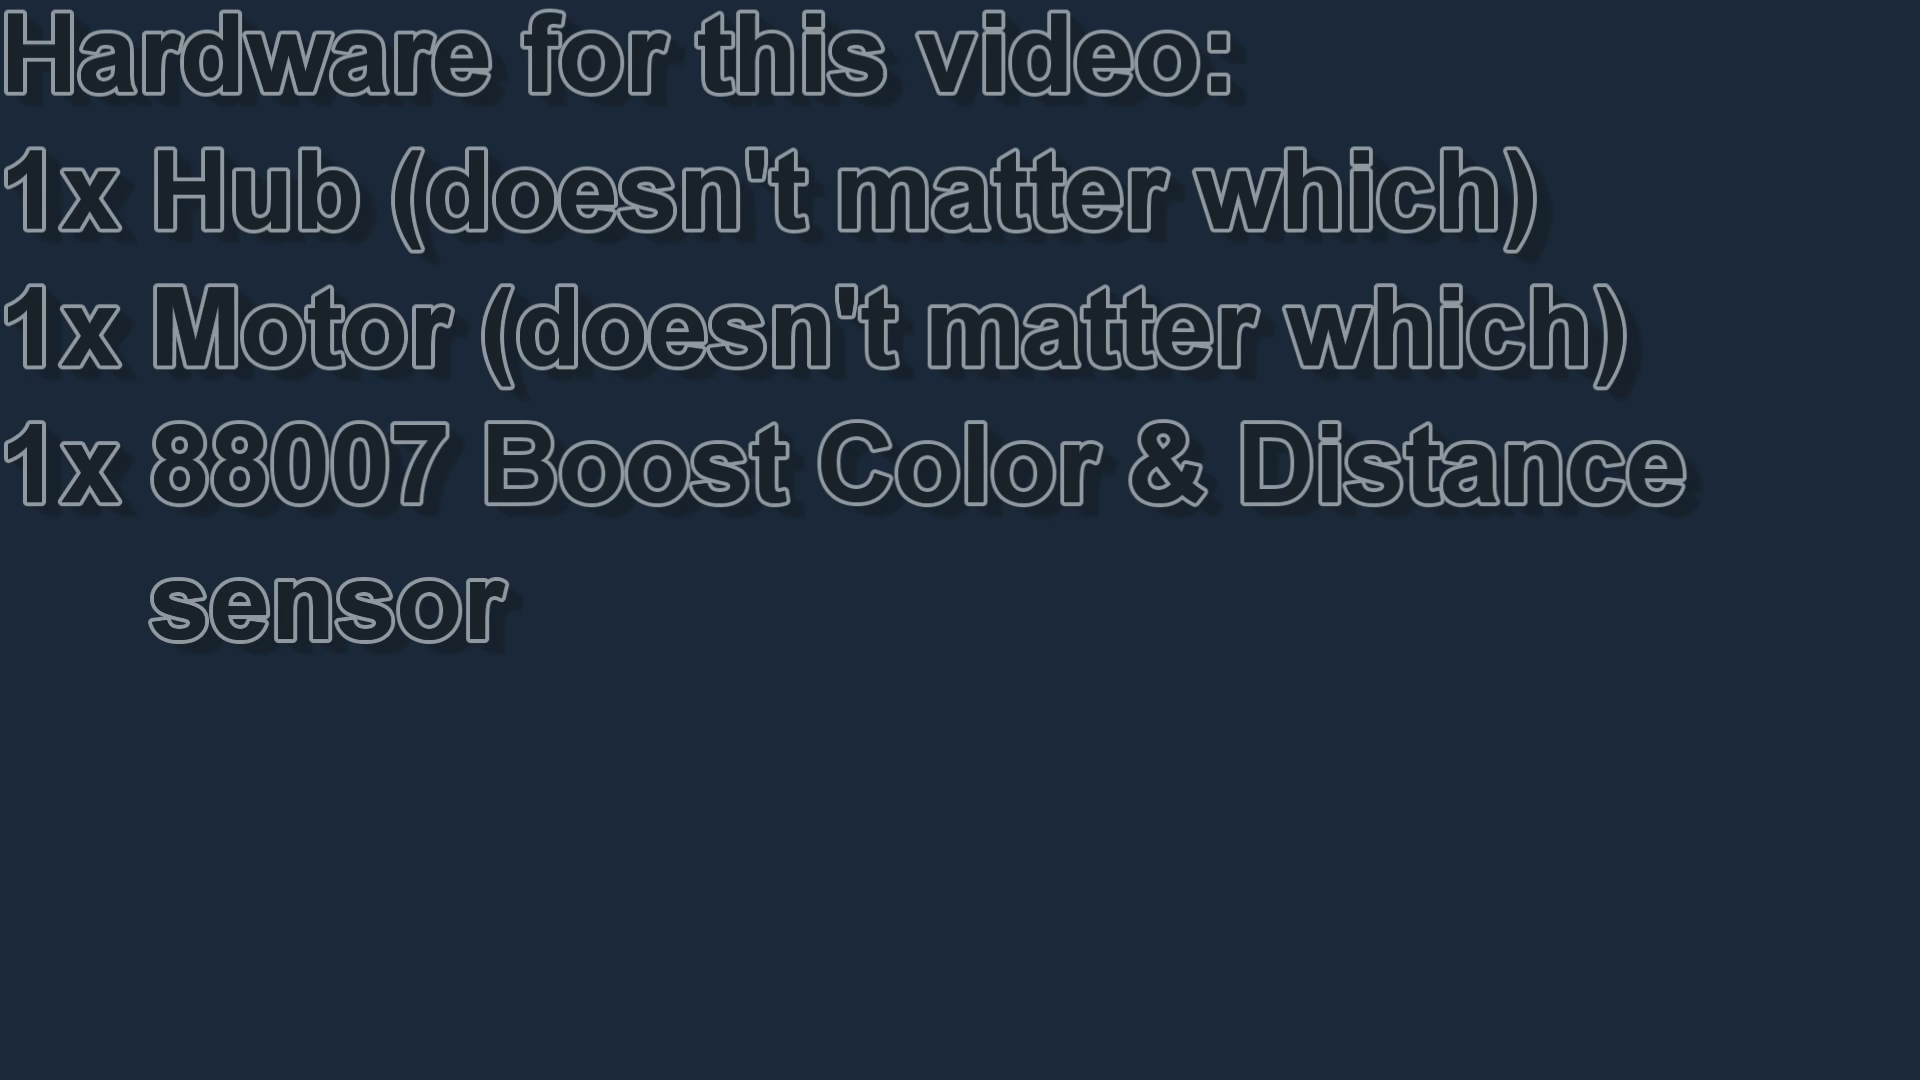 Hardware for this video:
1x Hub (doesn't matter which)
1x Motor (doesn't matter which)
1x 88007 Boost Color & Distance
sensor